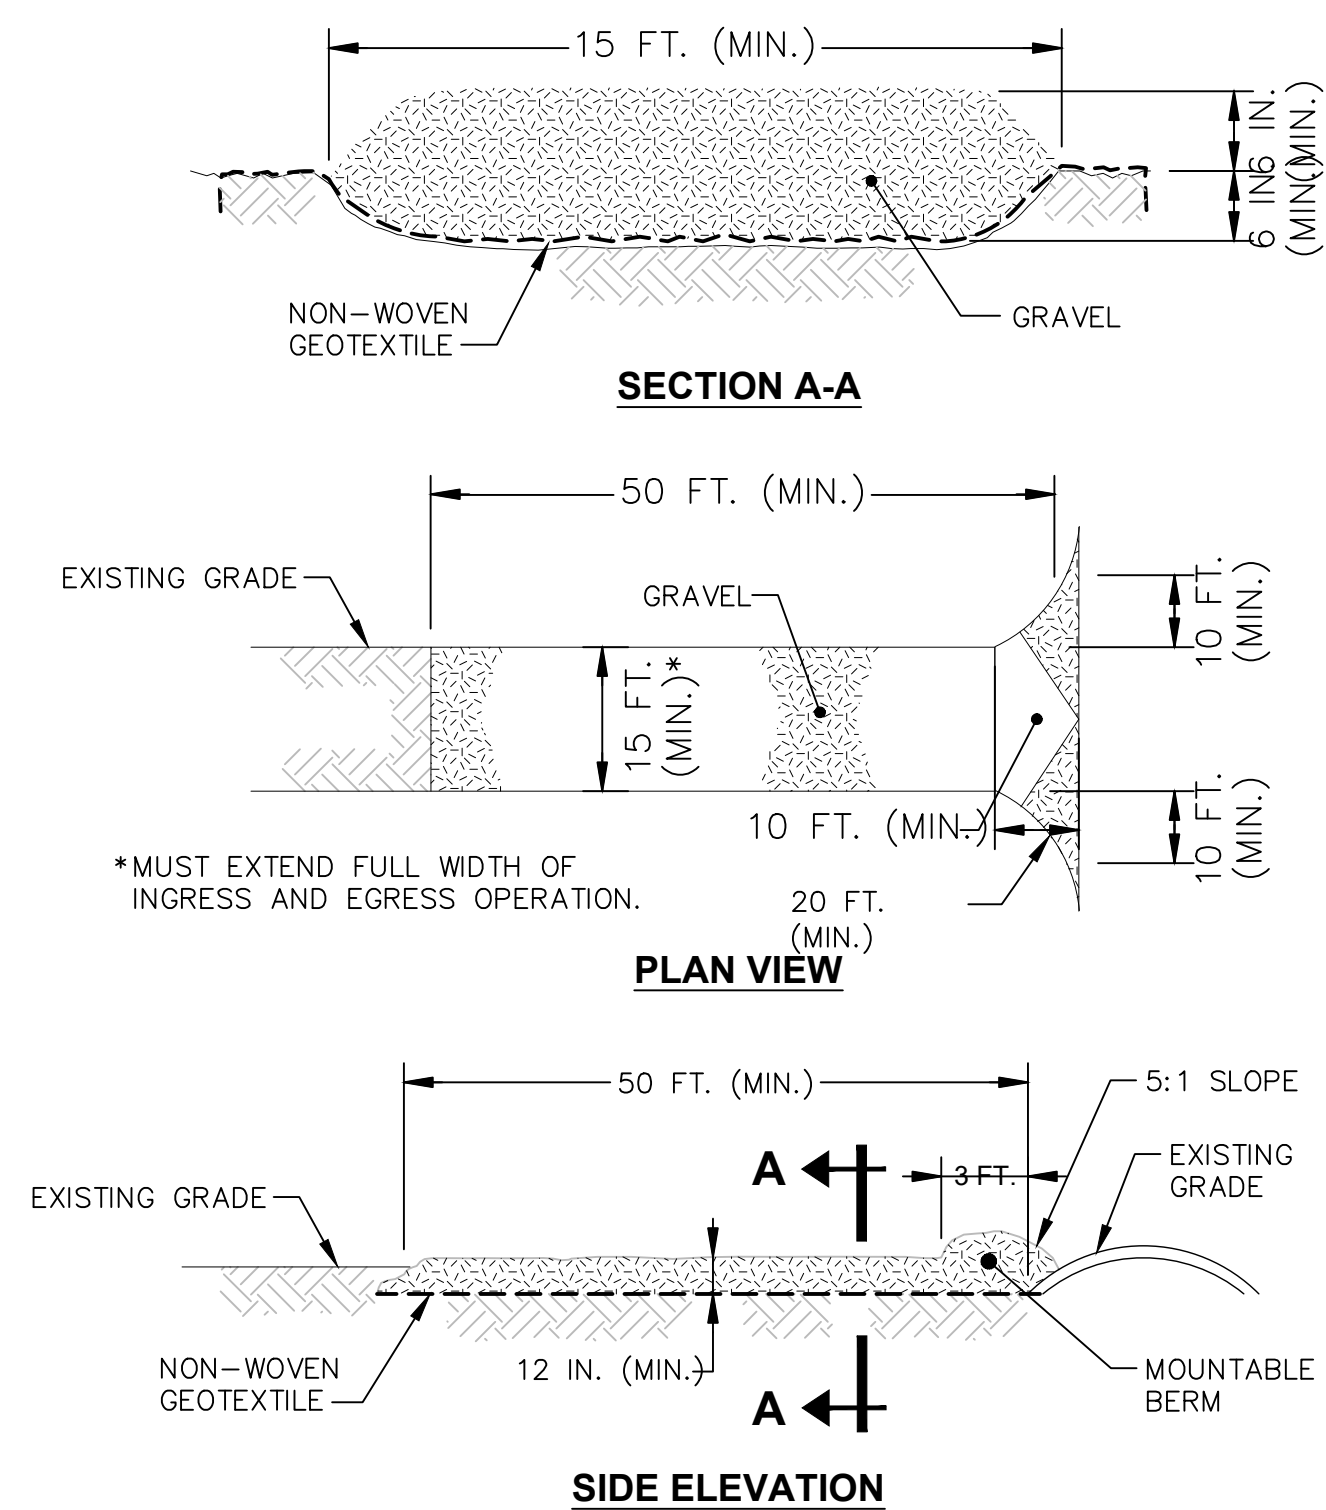 15 FT. (MIN.)
6 IN.
(MIN.)
6 IN.
(MIN.)
NON-WOVEN
GEOTEXTILE
GRAVEL
SECTION A-A
50 FT. (MIN.)
EXISTING GRADE
GRAVEL
10 FT.
(MIN.)
15 FT.
(MIN.)*
10 FT. (MIN.)
10 FT.
(MIN.)
*MUST EXTEND FULL WIDTH OF
INGRESS AND EGRESS OPERATION.
20 FT.
(MIN.)
PLAN VIEW
50 FT. (MIN.)
5:1 SLOPE
A
3 FT.
EXISTING
GRADE
EXISTING GRADE
NON-WOVEN
GEOTEXTILE
12 IN. (MIN.)
MOUNTABLE
BERM
A
SIDE ELEVATION